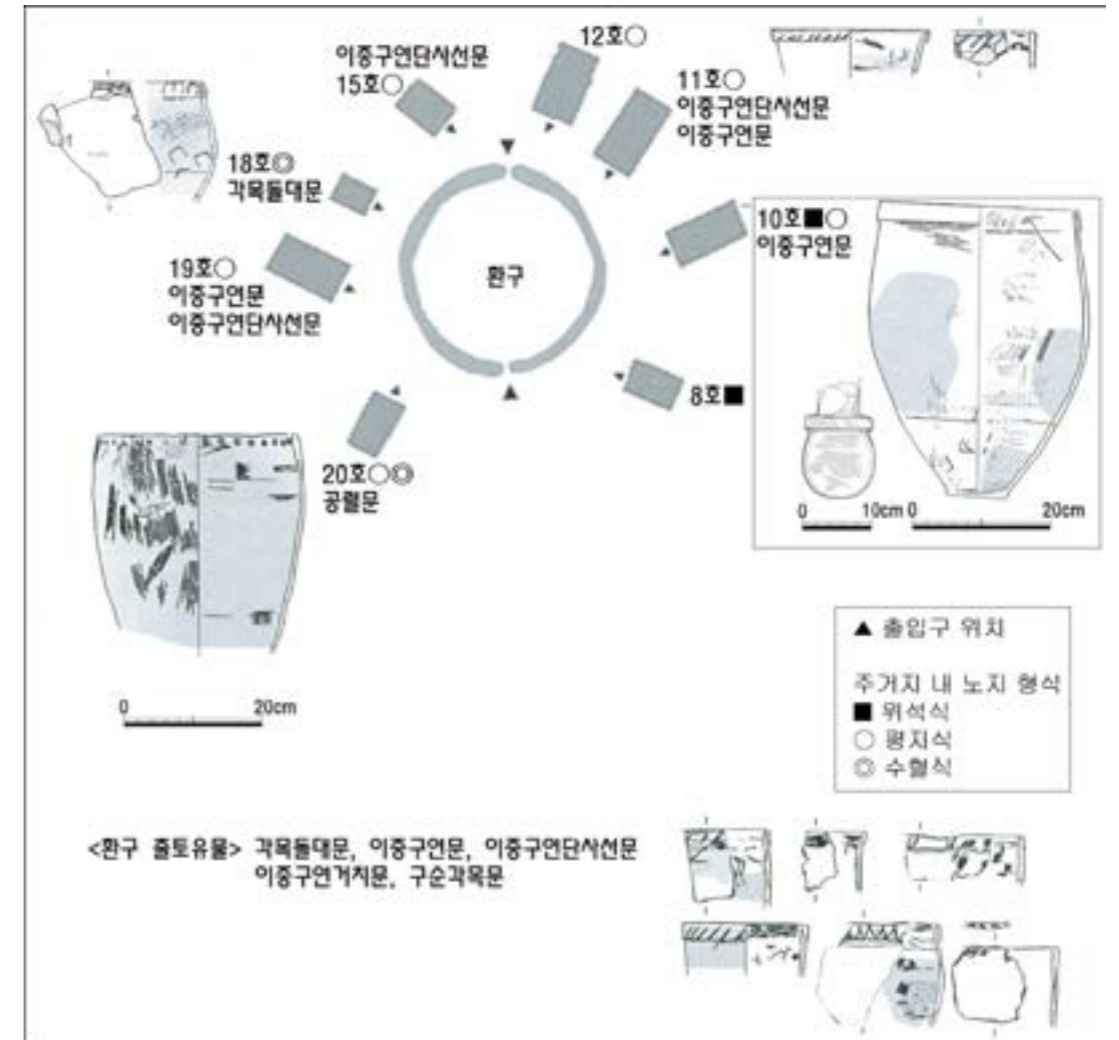 12호○
이중구연단사선문
15호○
11호○
이중구연단사선문
이중구연문
18호◎
각목돌대문
10호■○
이중구연문
19호○
이중구연문
이중구연단사선문
환구
8호■
20호○◎
공렬문
0 10cm
0 20cm
0 20cm
▲ 출입구 위치
주거지 내 노지 형식
■ 위석식
○ 평지식
◎ 수혈식
<환구 출토유물> 각목돌대문, 이중구연문, 이중구연단사선문
이중구연거치문, 구순각목문